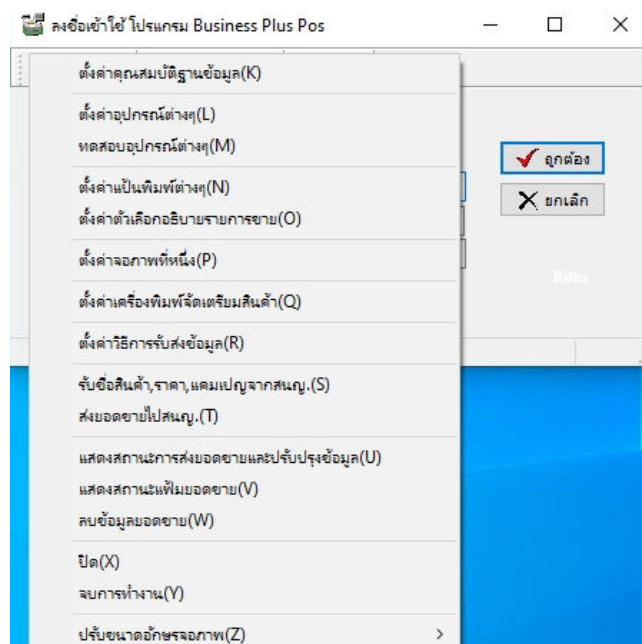 ลงชื่อเข้าใช้ โปรแกรม Business Plus Pos
ตั้งค่าคุณสมบัติฐานข้อมูล(K)
ตั้งค่าอุปกรณ์ต่างๆ(L)
ทดสอบอุปกรณ์ต่างๆ(M)
ถูกต้อง
ตั้งค่าแป้นพิมพ์ต่างๆ(N)
ยกเลิก
ตั้งค่าตัวเลือกอธิบายรายการขาย(O)
ตั้งค่าจอภาพที่หนึ่ง(P)
ตั้งค่าเครื่องพิมพ์จัดเตรียมสินค้า(Q)
ตั้งค่าวิธีการรับส่งข้อมูล(R)
รับชื่อสินค้า,ราคา,แคมเปญจากสนญ.(S)
ส่งยอดขายไปสนญ.(T)
แสดงสถานะการส่งยอดขายและปรับปรุงข้อมูล(U)
แสดงสถานะแฟ้มยอดขาย(V)
ลบข้อมูลยอดขาย(W)
ปิด(X)
จบการทำงาน(Y)
ปรับขนาดอักษรจอภาพ(Z)